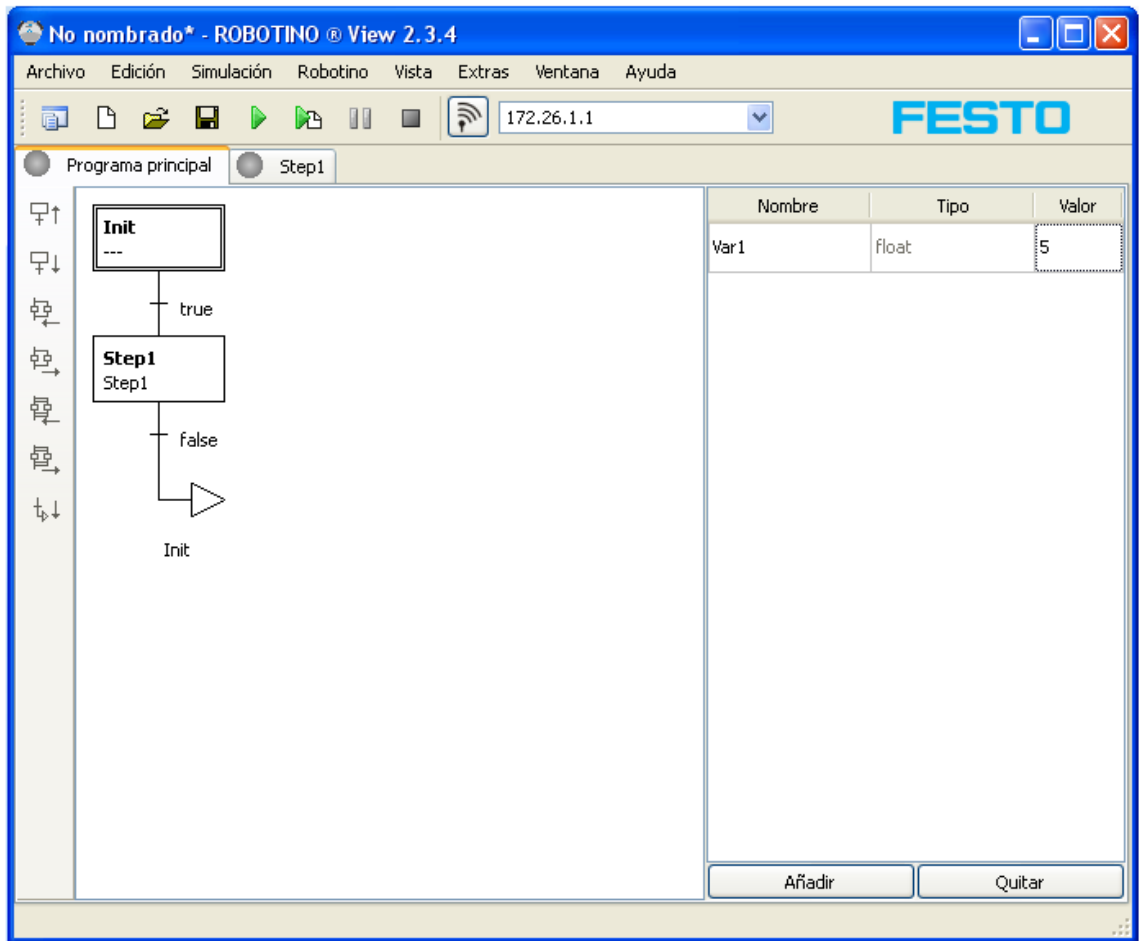 No nombrado* - ROBOTINO ® View 2.3.4
Archivo Edición Simulación Robotino Vista Extras Ventana Ayuda
172.26.1.1
FESTO
Programa principal Step1
Nombre Tipo Valor
Var1 float 5
Init
---
true
Step1
Step1
false
Init
Añadir Quitar